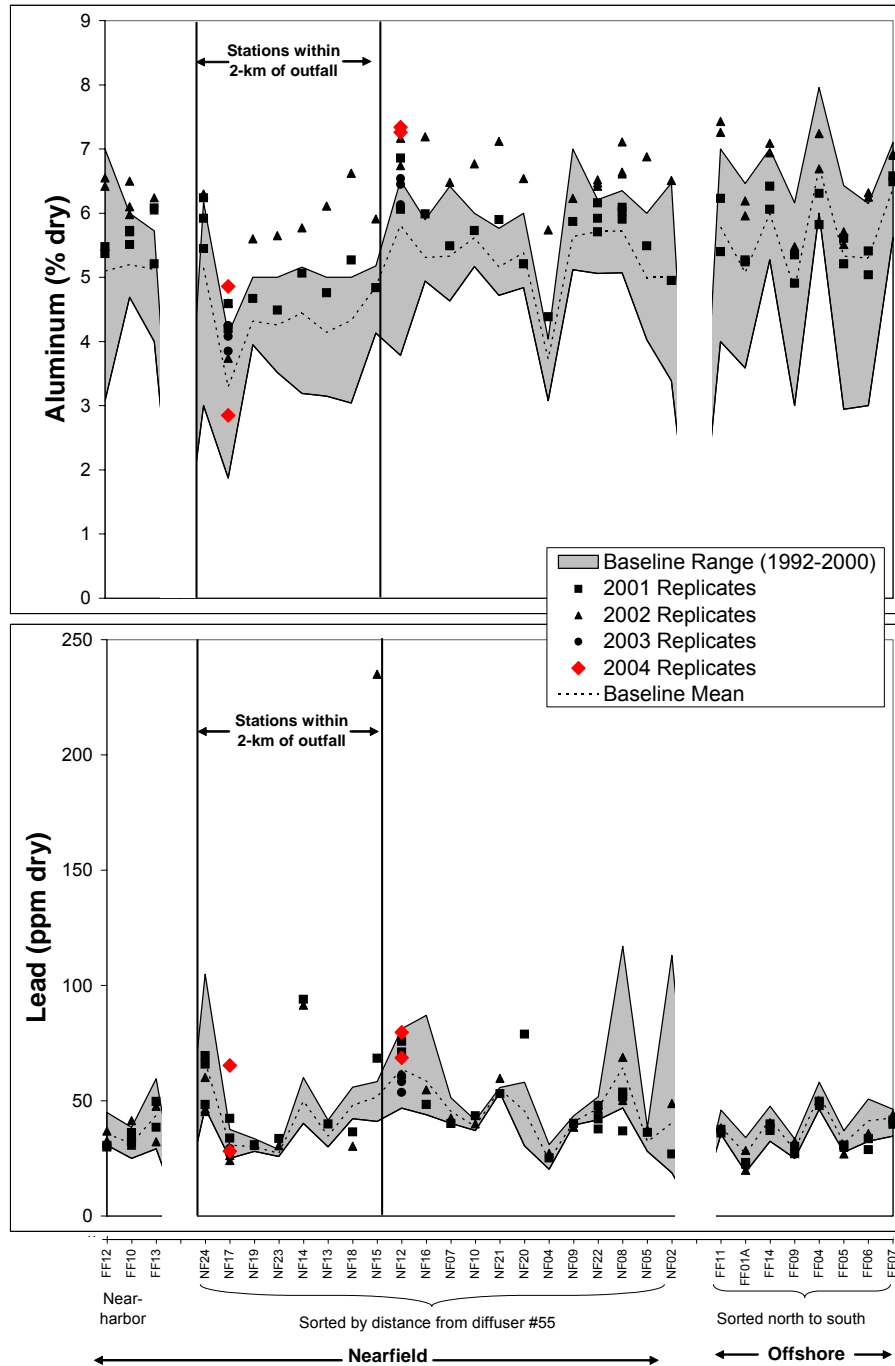 9
8
7
6
5
4
3
2
1
0
Aluminum (% dry)
Stations within
2-km of outfall
Baseline Range (1992-2000)
2001 Replicates
2002 Replicates
2003 Replicates
2004 Replicates
Baseline Mean
250
200
150
100
50
0
Lead (ppm dry)
Stations within
2-km of outfall
FF12
FF10
FF13
NF24
NF17
NF19
NF23
NF14
NF13
NF18
NF15
NF12
NF16
NF07
NF10
NF21
NF20
NF04
NF09
NF22
NF08
NF05
NF02
FF11
FF01A
FF14
FF09
FF04
FF05
FF06
FF07
Near-
harbor
Sorted by distance from diffuser #55
Sorted north to south
Nearfield
Offshore